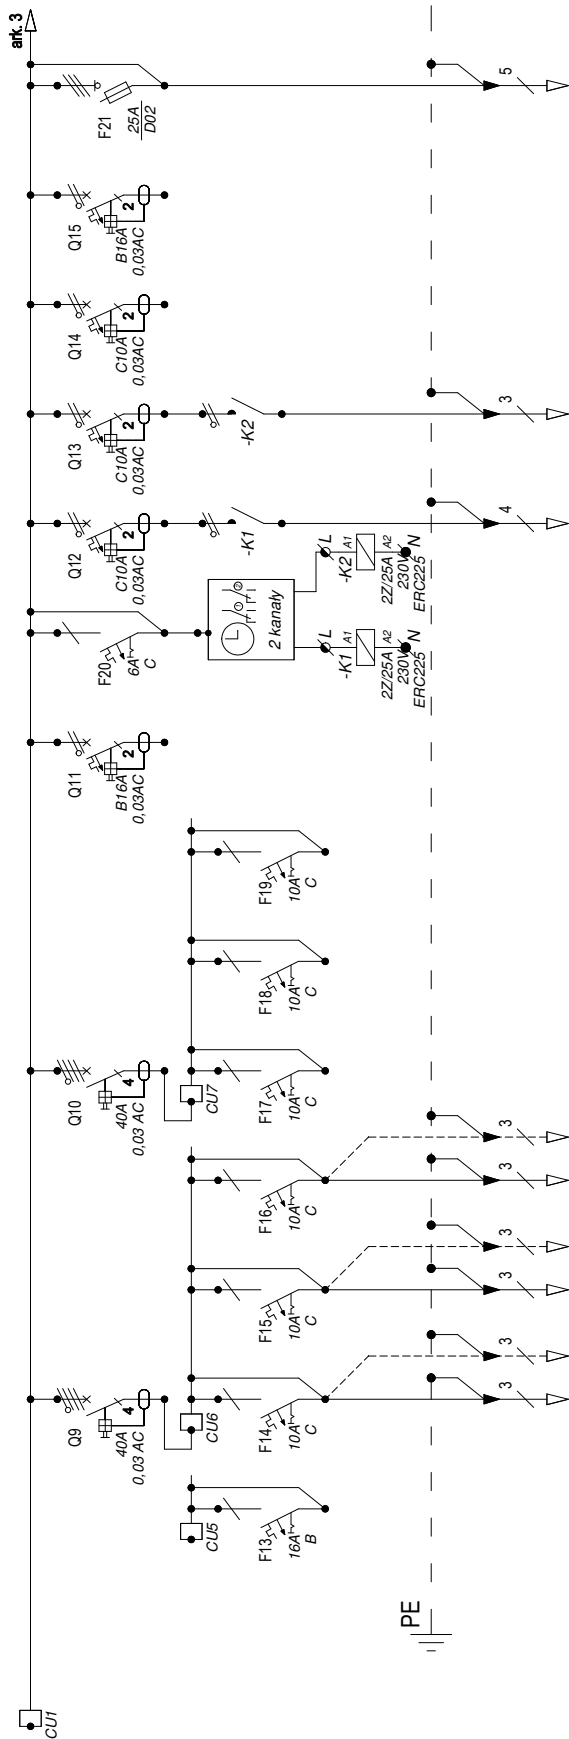 ark. 3
F21
25A
D02
5
Q15
2
B16A
0,03AC
Q14
2
C10A
0,03AC
Q13
2
C10A
0,03AC
-K2
3
Q12
2
C10A
0,03AC
-K1
4
F20
6A
C
1
2
2 kanały
L
-K2
A1
A2
N
2Z/25A
230V
ERC225
L
-K1
A1
A2
N
2Z/25A
230V
ERC225
Q11
2
B16A
0,03AC
F19
10A
C
F18
10A
C
Q10
4
40A
0,03 AC
CU7
F17
10A
C
3
F16
10A
C
3
3
F15
10A
C
3
3
Q9
4
40A
0,03 AC
CU6
F14
10A
C
3
CU5
F13
16A
B
PE
CU1